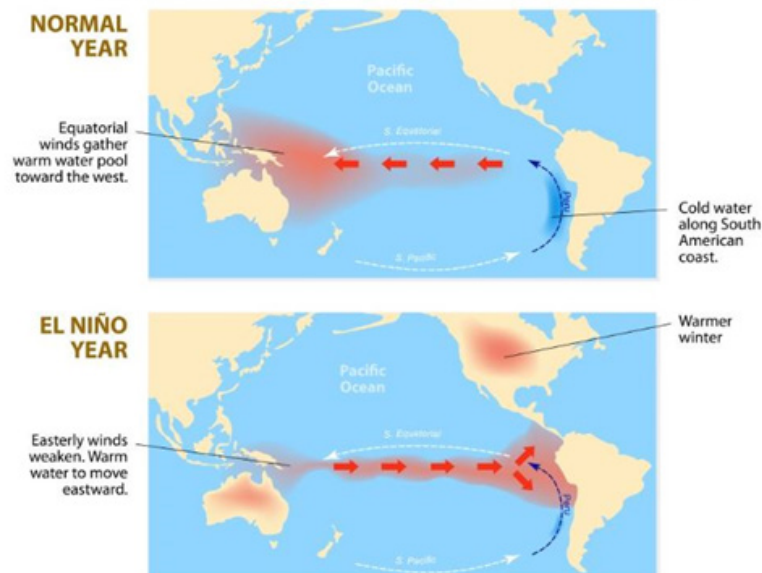 NORMAL
YEAR
Pacific
Ocean
Equatorial
winds gather
warm water pool
toward the west.
S. Equatorial
Peru
Cold water
along South
American
coast.
S. Pacific
EL NIÑO
YEAR
Warmer
winter
Pacific
Ocean
Easterly winds
weaken. Warm
water to move
eastward.
S. Equatorial
Peru
S. Pacific